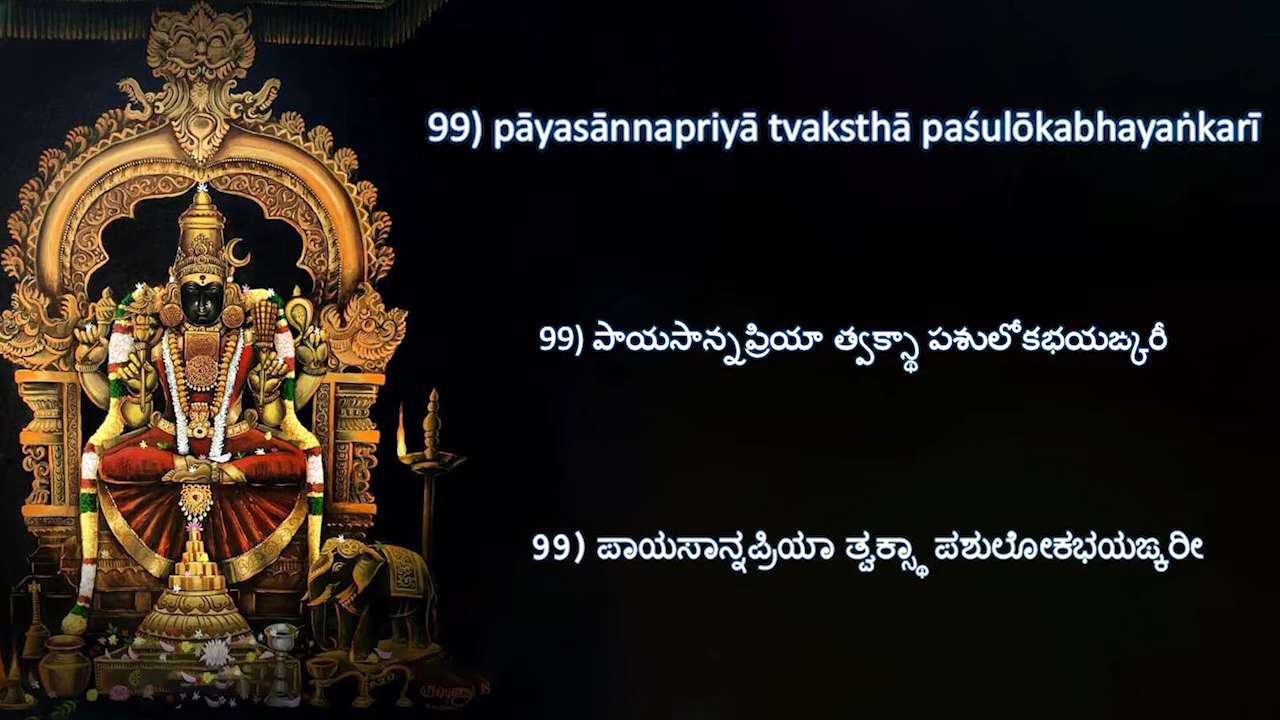 99) pāyasānnapriyā tvaksthā paśulōkabhayaṅkarī
99) పాయసాన్నప్రియా త్వక్స్థా పశులోకభయఙ్కరీ
99) ಪಾಯಸಾನ್ನಪ್ರಿಯಾ ತ್ವಕ್ಸ್ಥಾ ಪಶುಲೋಕಭಯಙ್ಕರೀ